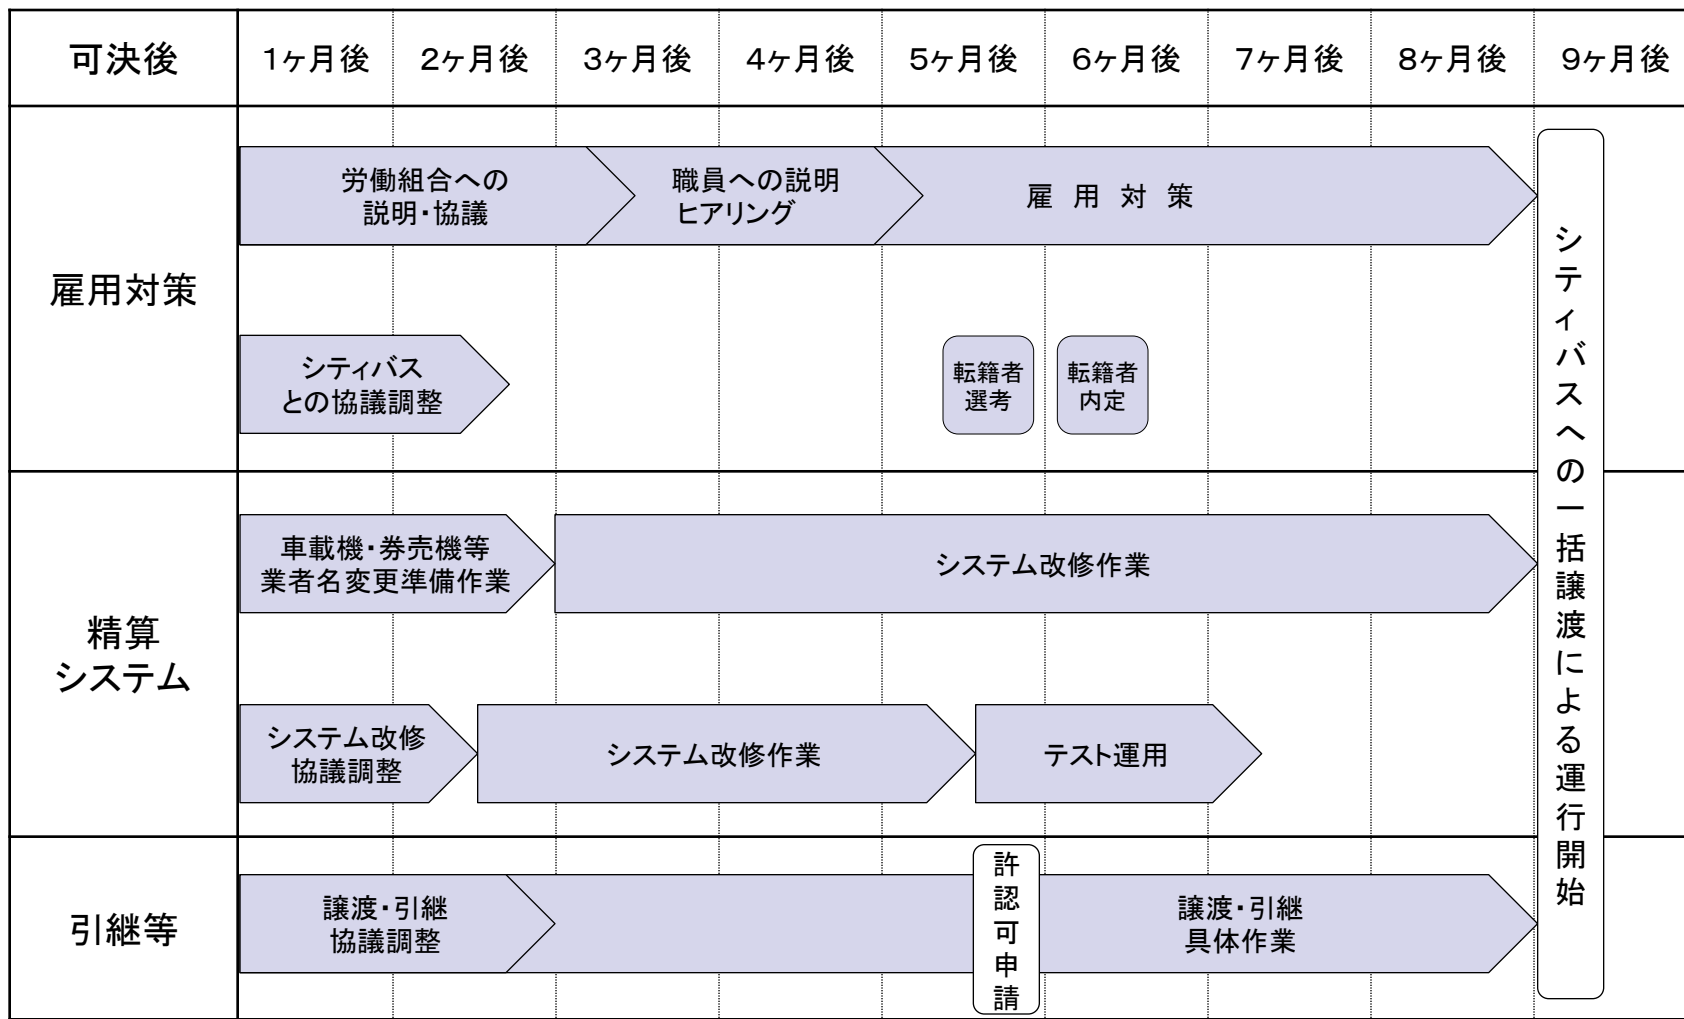 可決後
1ヶ月後
2ヶ月後
3ヶ月後
4ヶ月後
5ヶ月後
6ヶ月後
7ヶ月後
8ヶ月後
9ヶ月後
雇用対策
労働組合への
説明・協議
職員への説明
ヒアリング
雇 用 対 策
シティバス
との協議調整
転籍者
選考
転籍者
内定
精算
システム
車載機・券売機等
業者名変更準備作業
システム改修作業
システム改修
協議調整
システム改修作業
テスト運用
引継等
譲渡・引継
協議調整
許認可申請
譲渡・引継
具体作業
シティバスへの一括譲渡による運行開始